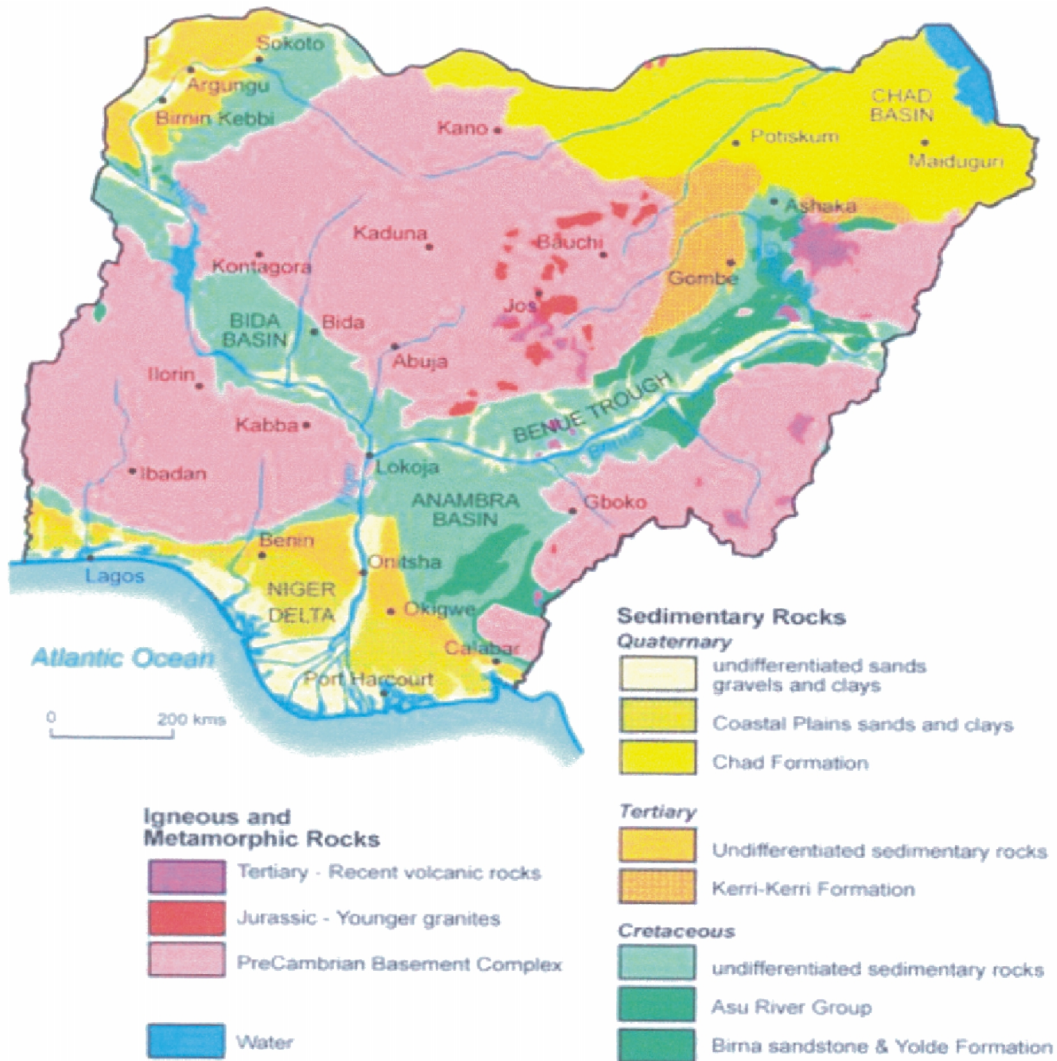 Sokoto
Argungu
Birnin Kebbi
CHAD
BASIN
Kano
Potiskum
Maiduguri
Ashaka
Kaduna
Bauchi
Kontagora
Gombe
Jos
BIDA
BASIN
Bida
Abuja
Ilorin
BENUE TROUGH
Benue
Kabba
Lokoja
Niger
Ibadan
ANAMBRA
BASIN
Gboko
Benin
Onitsha
Lagos
NIGER
DELTA
Okigwe
Calabar
Atlantic Ocean
Port Harcourt
0 200 kms
Sedimentary Rocks
Quaternary
undifferentiated sands
gravels and clays
Coastal Plains sands and clays
Chad Formation
Tertiary
Undifferentiated sedimentary rocks
Kerri-Kerri Formation
Cretaceous
undifferentiated sedimentary rocks
Asu River Group
Birna sandstone & Yolde Formation
Igneous and
Metamorphic Rocks
Tertiary - Recent volcanic rocks
Jurassic - Younger granites
PreCambrian Basement Complex
Water